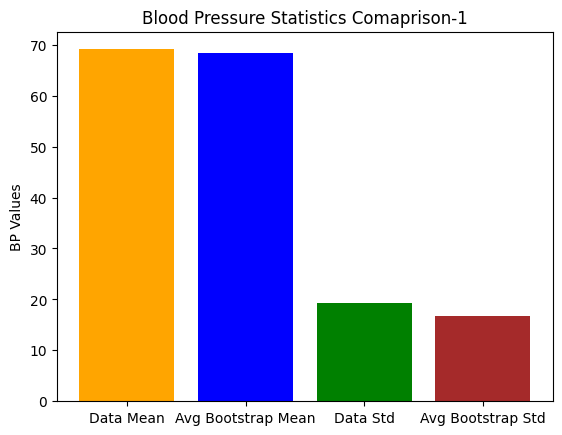 Blood Pressure Statistics Comaprison-1
BP Values
70
60
50
40
30
20
10
0
Data Mean
Avg Bootstrap Mean
Data Std
Avg Bootstrap Std